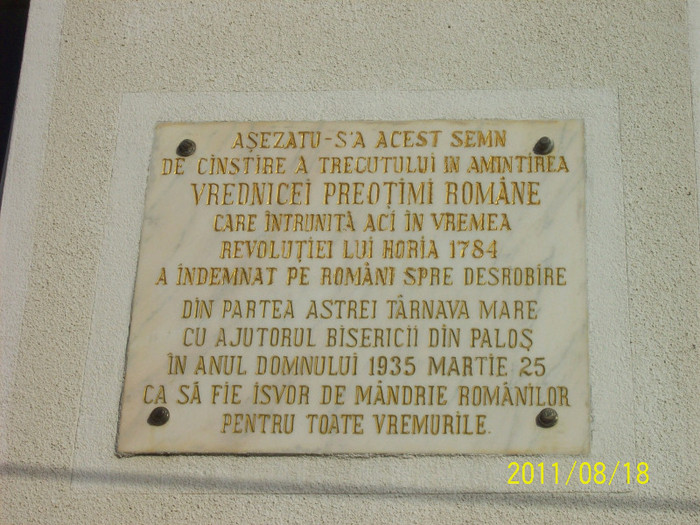 AȘEZATU-S'A ACEST SEMN
DE CINSTIRE A TRECUTULUI IN AMINTIREA
VREDNICEI PREOȚIMI ROMÂNE
CARE ÎNTRUNITĂ ACI ÎN VREMEA
REVOLUȚIEI LUI HORIA 1784
A ÎNDEMNAT PE ROMÂNI SPRE DESROBIRE
DIN PARTEA ASTREI TÂRNAVA MARE
CU AJUTORUL BISERICII DIN PALOȘ
ÎN ANUL DOMNULUI 1935 MARTIE 25
CA SĂ FIE ISVOR DE MÂNDRIE ROMÂNILOR
PENTRU TOATE VREMURILE.
2011/08/18